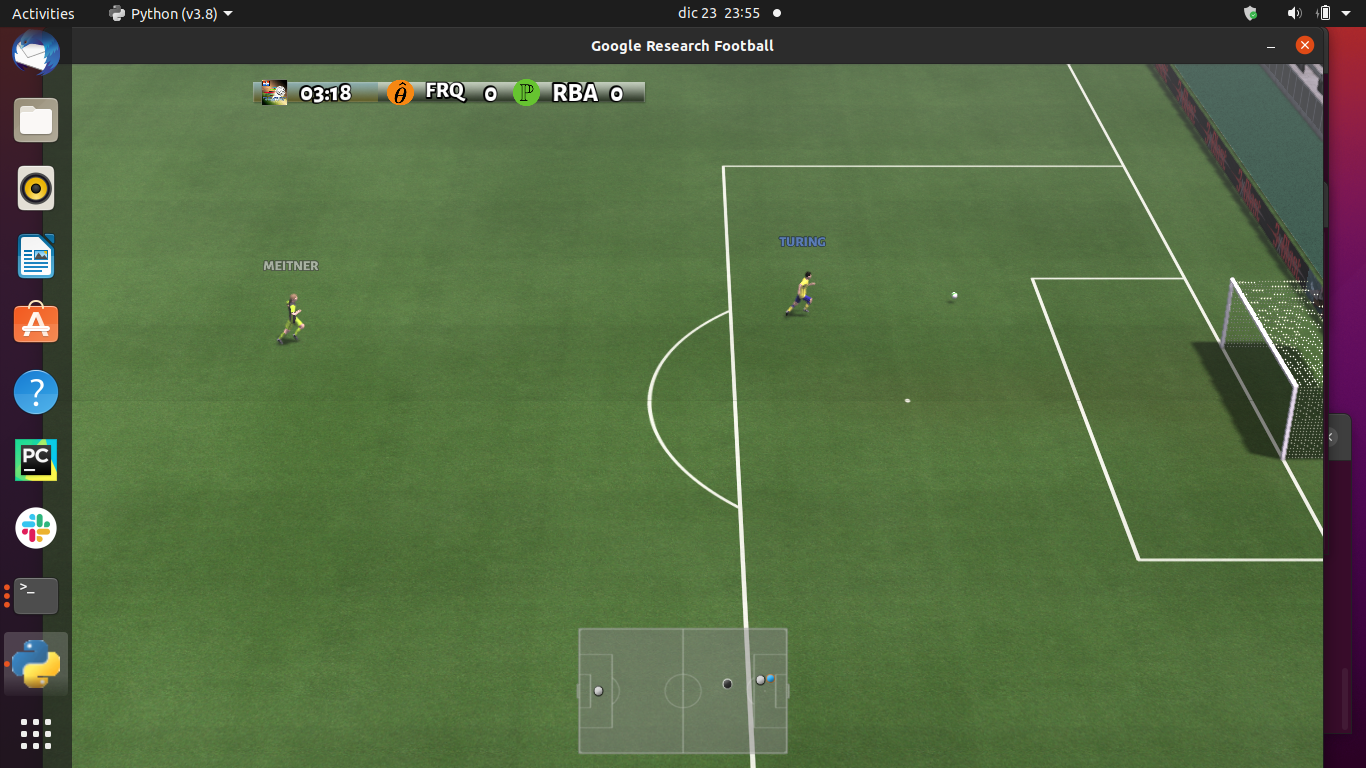 Activities
Python (v3.8)
dic 23 23:55
Google Research Football
03:18
θ̂
FRQ 0
ℙ
RBA 0
TURING
MEITNER
?
PC
>_